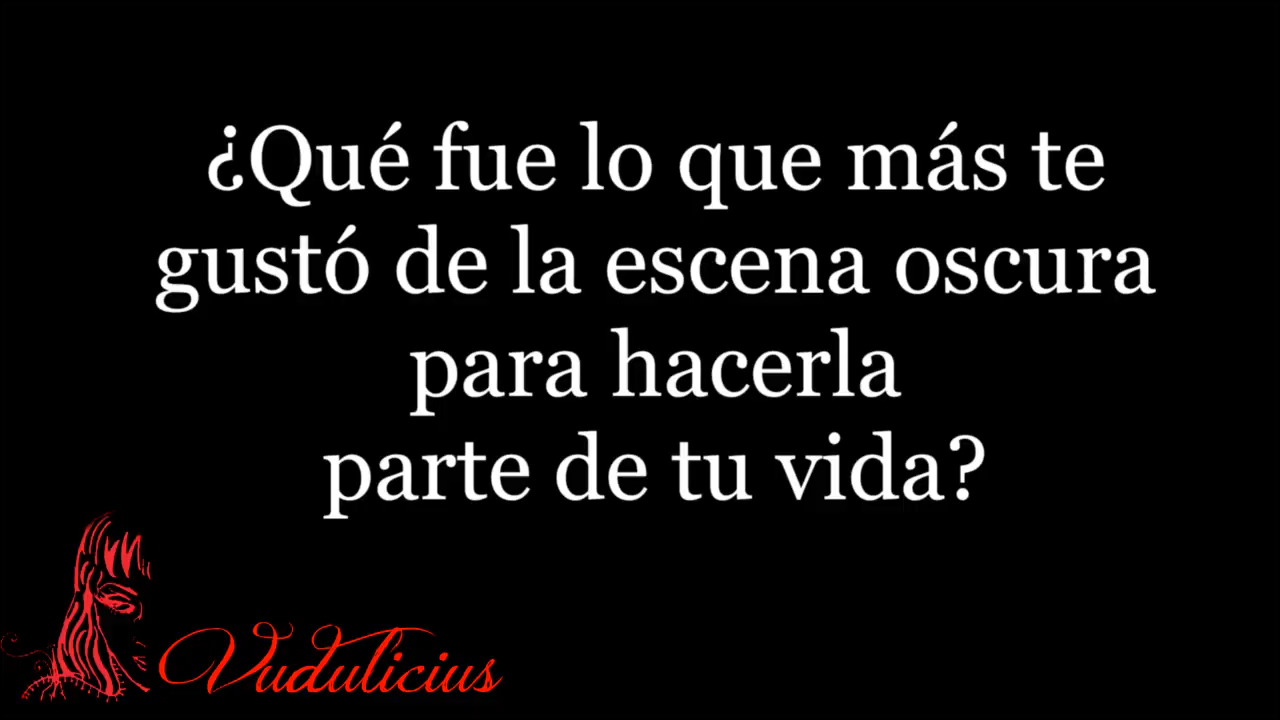 ¿Qué fue lo que más te
gustó de la escena oscura
para hacerla
parte de tu vida?
Vudulicius